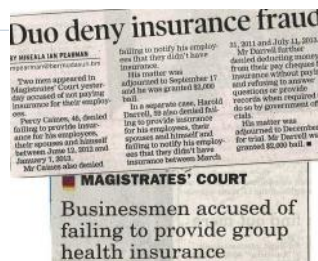 Duo deny insurance fraud
BY MIKEALA IAN PEARMAN
Two men appeared in
Magistrates' Court yester-
day accused of not paying
insurance for their employ-
ees.
Percy Caines, 48, denied
failing to provide insur-
ance for his employees,
their spouses and himself
between June 12, 2012 and
January 7, 2013.
Mr Caines also denied
failing to notify his employ-
ees that they didn't have
insurance.
His matter was
adjourned to September 17
and he was granted $2,000
bail.
In a separate case, Harold
Darrell, 59 also denied fail-
ing to provide insurance
for his employees, their
spouses and himself and
failing to notify his employ-
ees that they didn't have
insurance between March
31, 2011 and July 11, 2013.
Mr Darrell further
denied deducting money
from their pay cheques
insurance without payi
and refusing to answer
questions or provide
records when required
do so by government of
cials.
His matter was
adjourned to December
for trial. Mr Darrell wa
granted $2,000 bail.
MAGISTRATES' COURT
Businessmen accused of
failing to provide group
health insurance